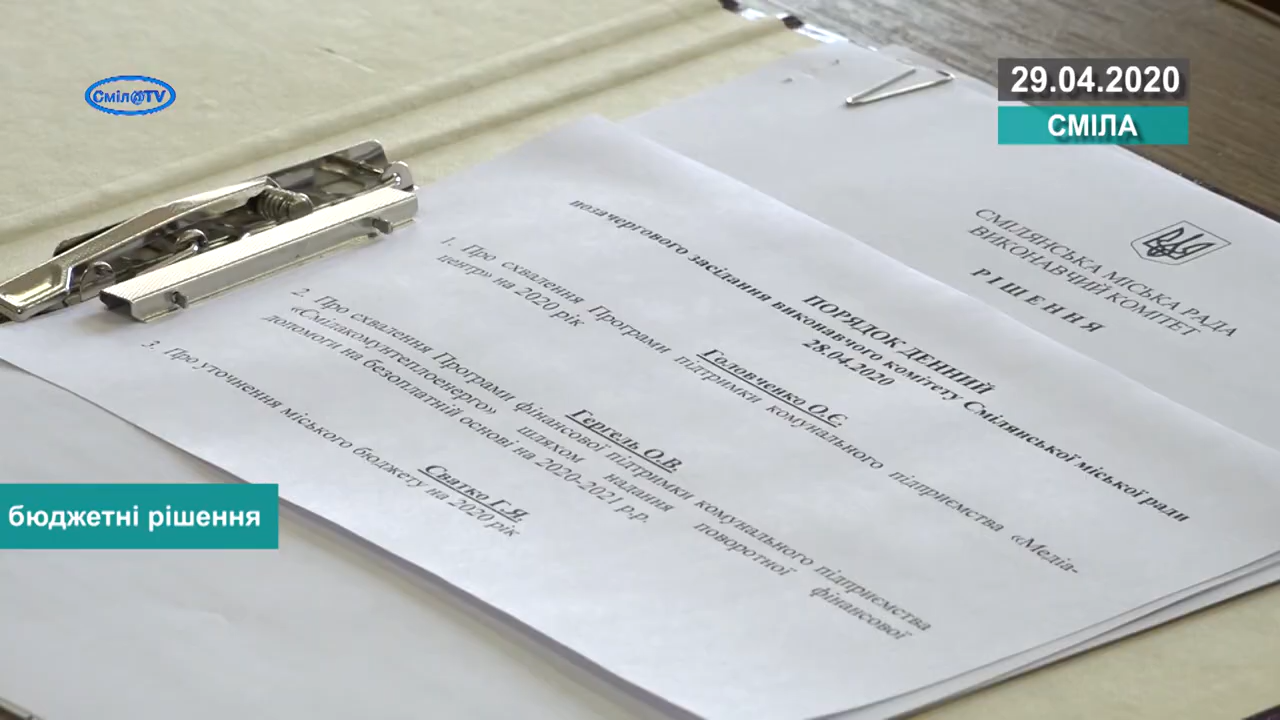 Сміл@TV
29.04.2020
СМІЛА
СМІЛЯНСЬКА МІСЬКА РАДА
ВИКОНАВЧИЙ КОМІТЕТ
РІШЕННЯ
ПОРЯДОК ДЕННИЙ
позачергового засідання виконавчого комітету Смілянської міської ради
28.04.2020
Головченко О.Є
1. Про схвалення Програми підтримки комунального підприємства «Медіа-
центр» на 2020 рік
Гергель О.В.
2. Про схвалення Програми фінансової підтримки комунального підприємства
«Смілакомунтеплоенерго» шляхом надання поворотної фінансової
допомоги на безоплатній основі на 2020-2021 р.р.
Сватко Г.Я.
3. Про уточнення міського бюджету на 2020 рік
бюджетні рішення